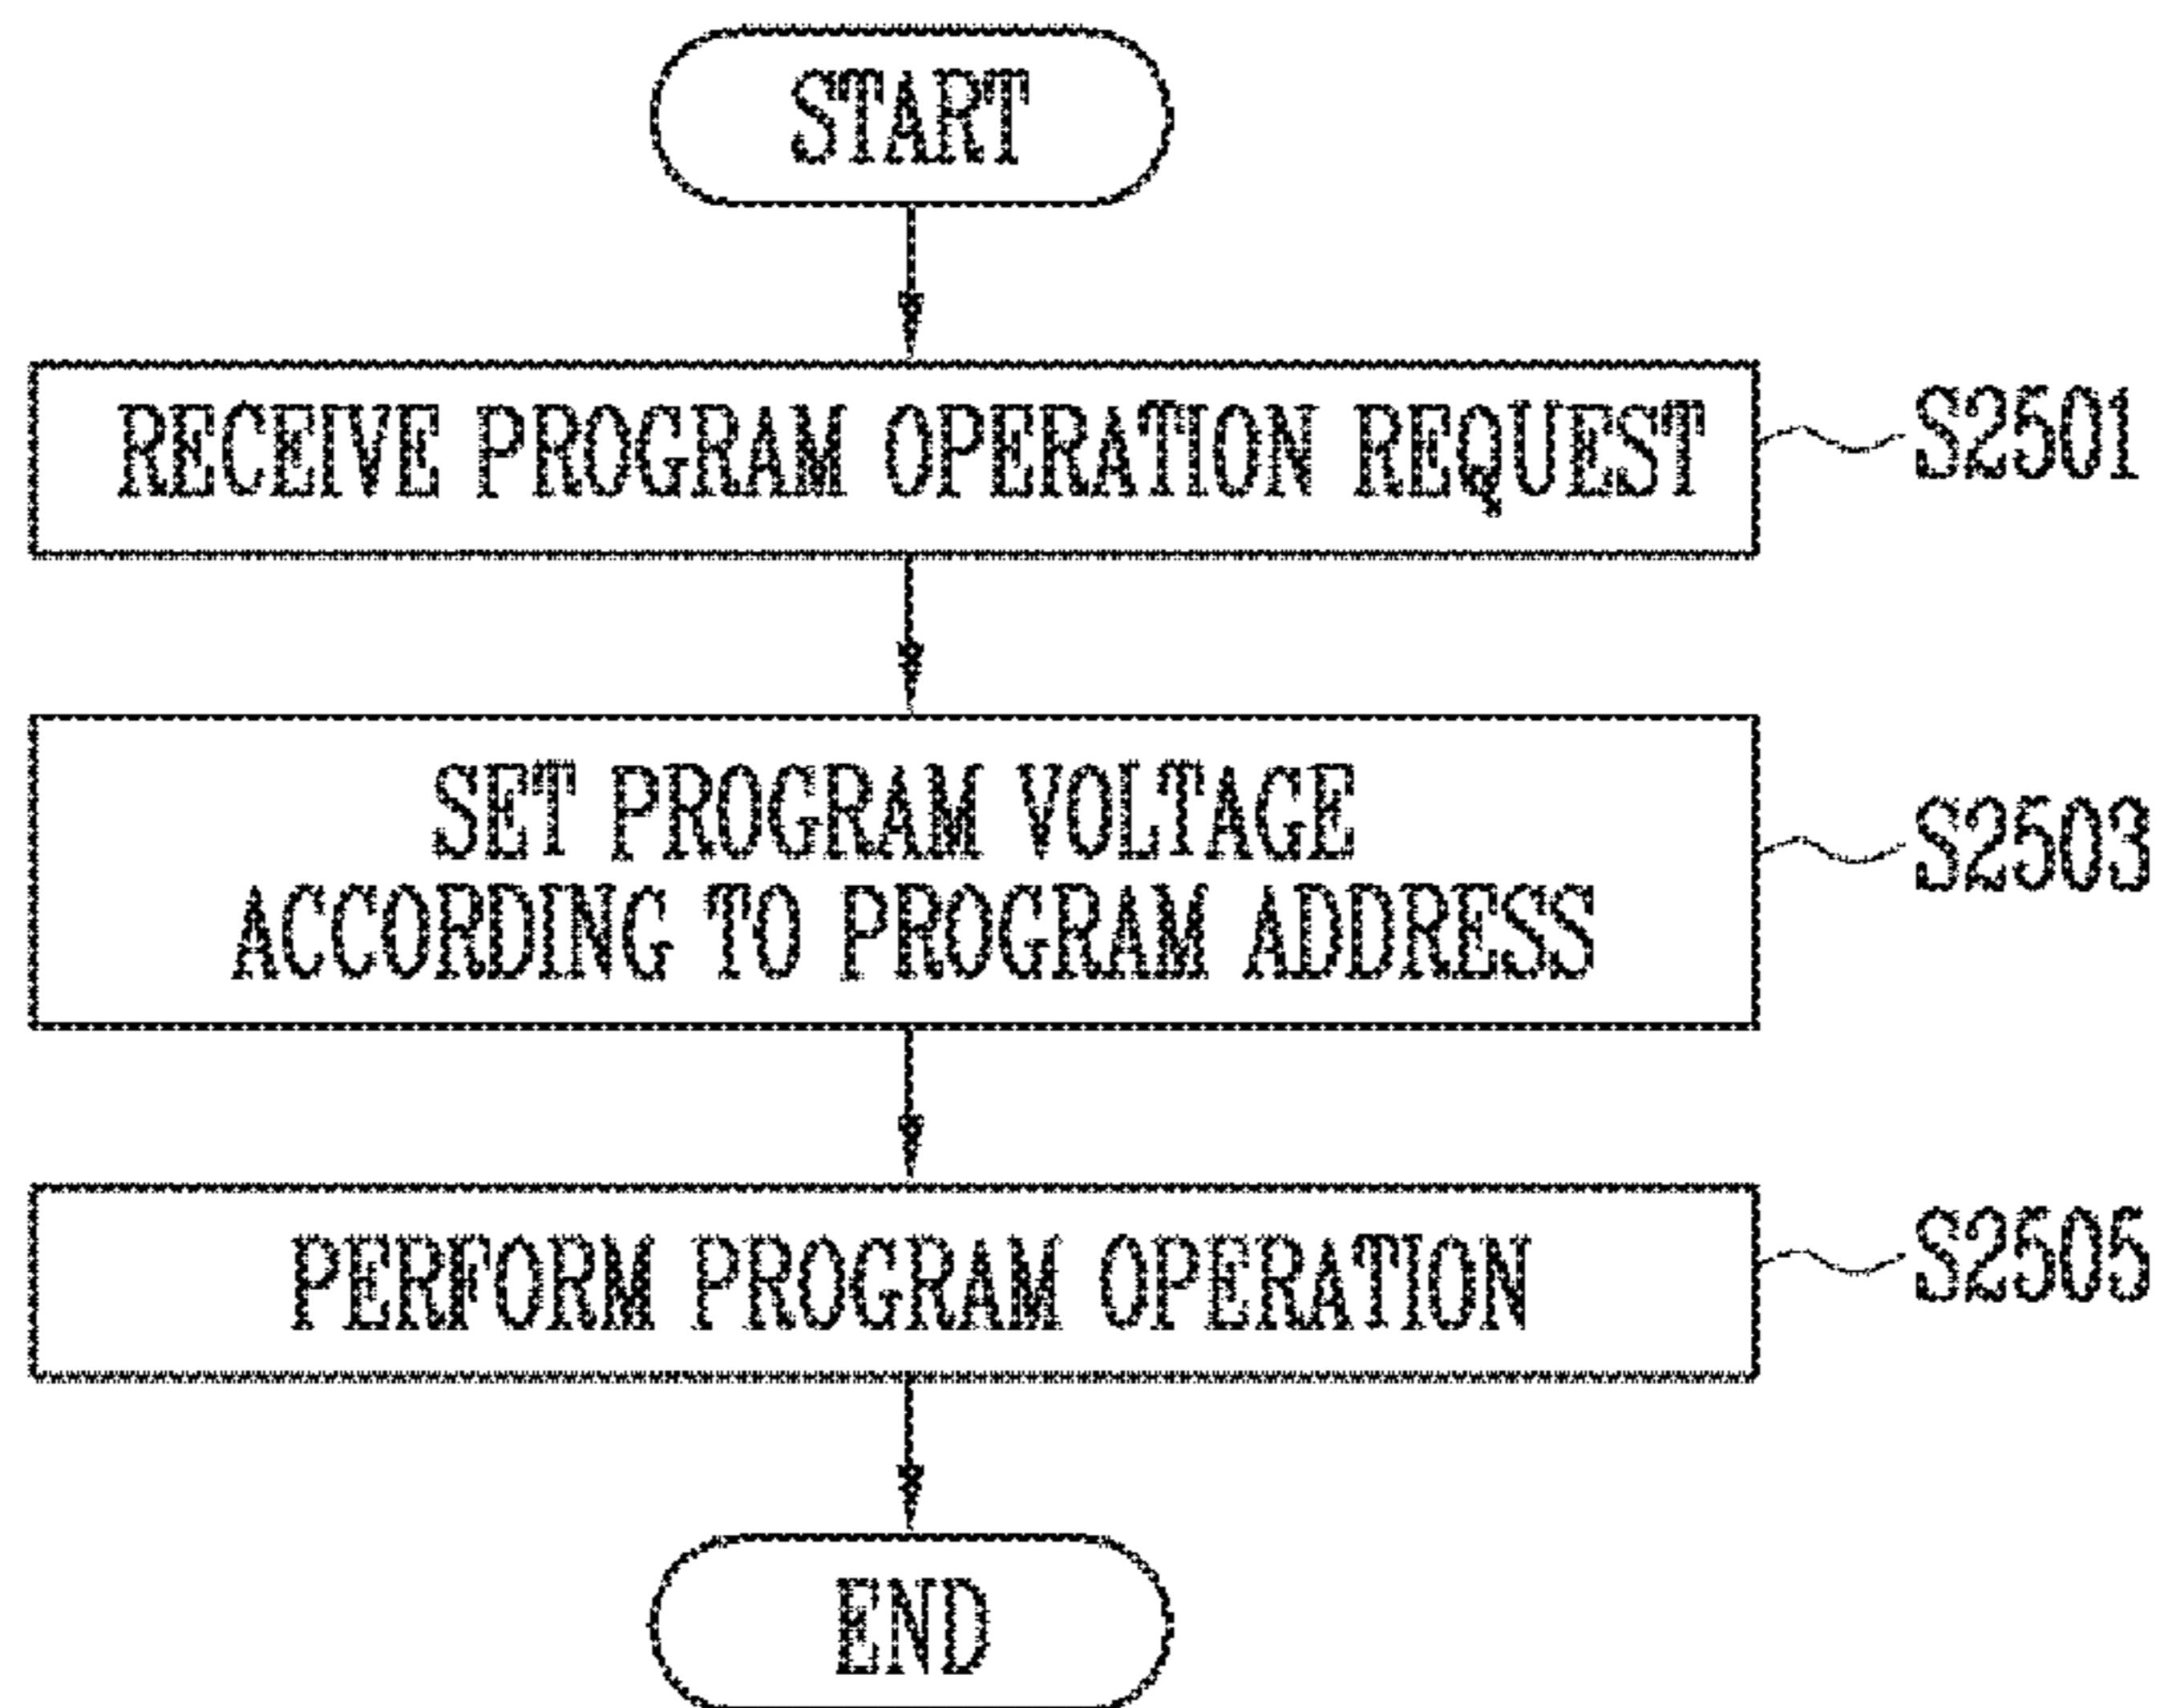 START
RECEIVE PROGRAM OPERATION REQUEST
S2501
SET PROGRAM VOLTAGE
ACCORDING TO PROGRAM ADDRESS
S2503
PERFORM PROGRAM OPERATION
S2505
END